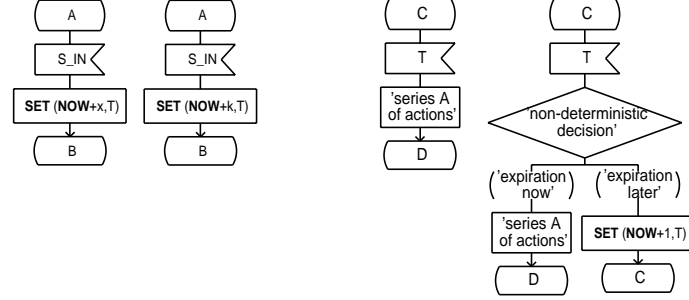 A
S_IN
SET (NOW+x,T)
B
A
S_IN
SET (NOW+k,T)
B
C
T
'series A
of actions'
D
C
T
'non-deterministic
decision'
('expiration
now')
'series A
of actions'
D
('expiration
later')
SET (NOW+1,T)
C